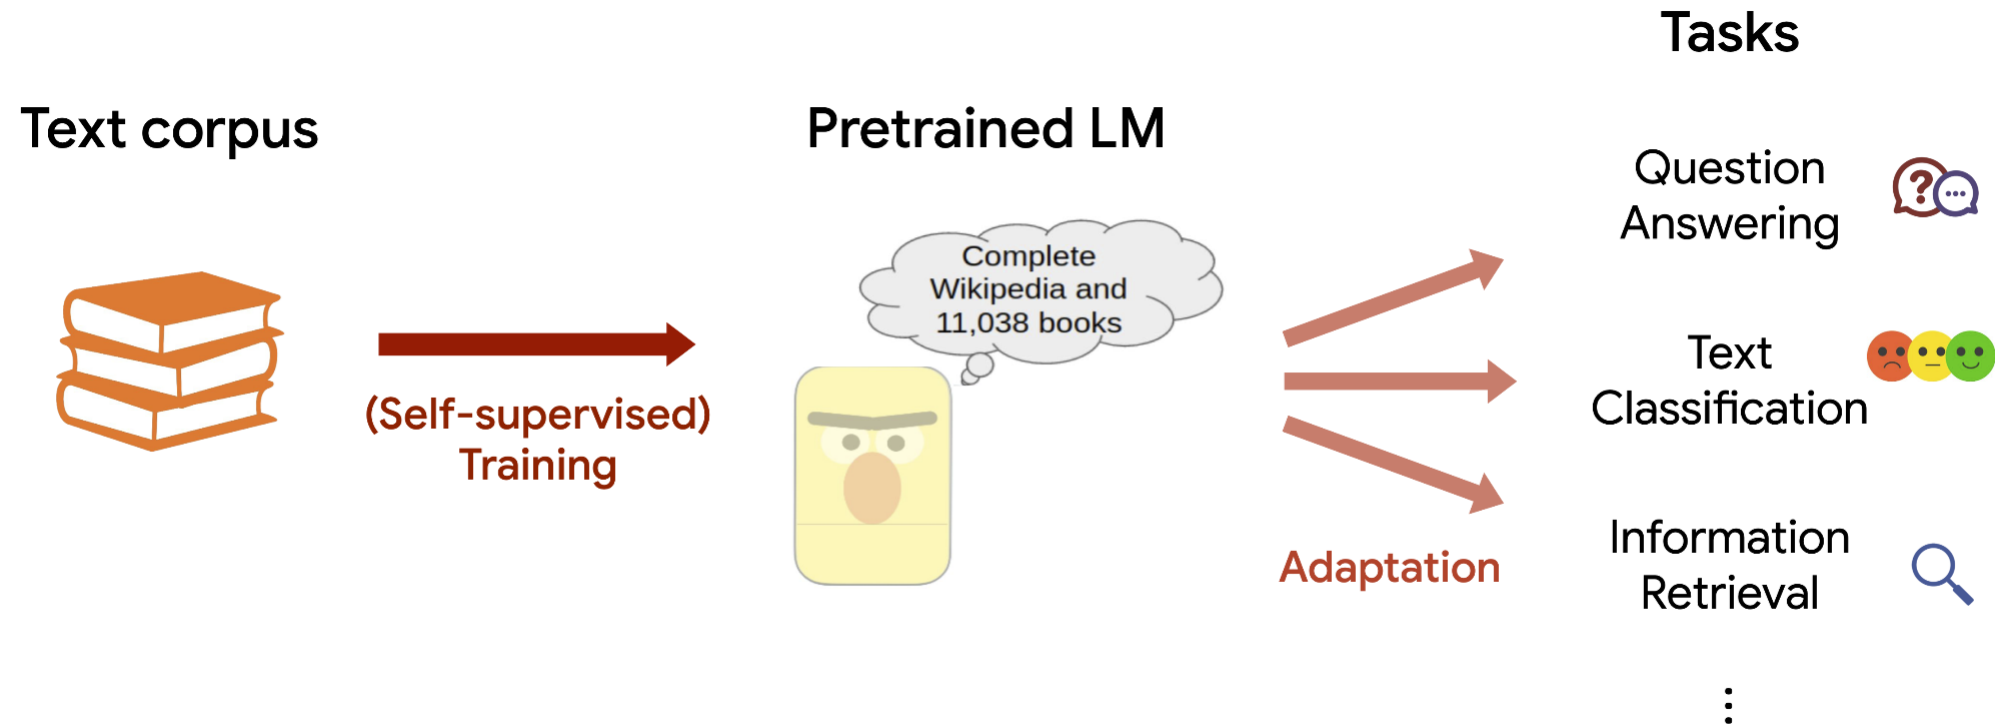 Text corpus
(Self-supervised)
Training
Pretrained LM
Complete
Wikipedia and
11,038 books
Adaptation
Tasks
Question
Answering
Text
Classification
Information
Retrieval